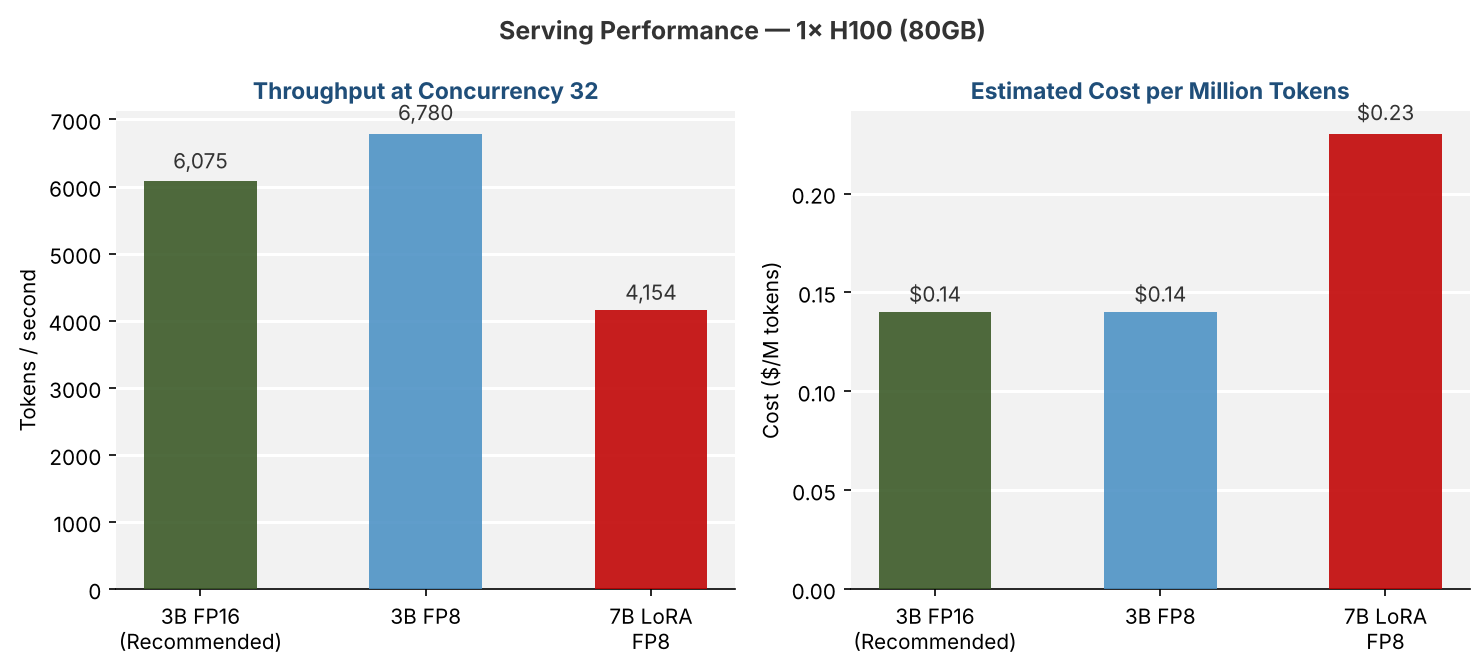 Serving Performance — 1× H100 (80GB)
Throughput at Concurrency 32
Tokens / second
7000
6000
5000
4000
3000
2000
1000
0
6,075
6,780
4,154
3B FP16
(Recommended)
3B FP8
7B LoRA
FP8
Estimated Cost per Million Tokens
Cost ($/M tokens)
0.20
0.15
0.10
0.05
0.00
$0.14
$0.14
$0.23
3B FP16
(Recommended)
3B FP8
7B LoRA
FP8